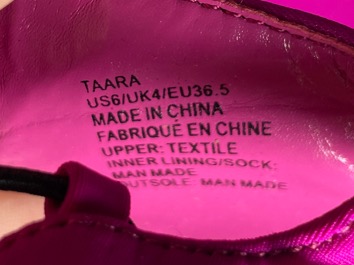 TAARA
US6/UK4/EU36.5
MADE IN CHINA
FABRIQUÉ EN CHINE
UPPER: TEXTILE
INNER LINING/SOCK:
MAN MADE
OUTSOLE: MAN MADE